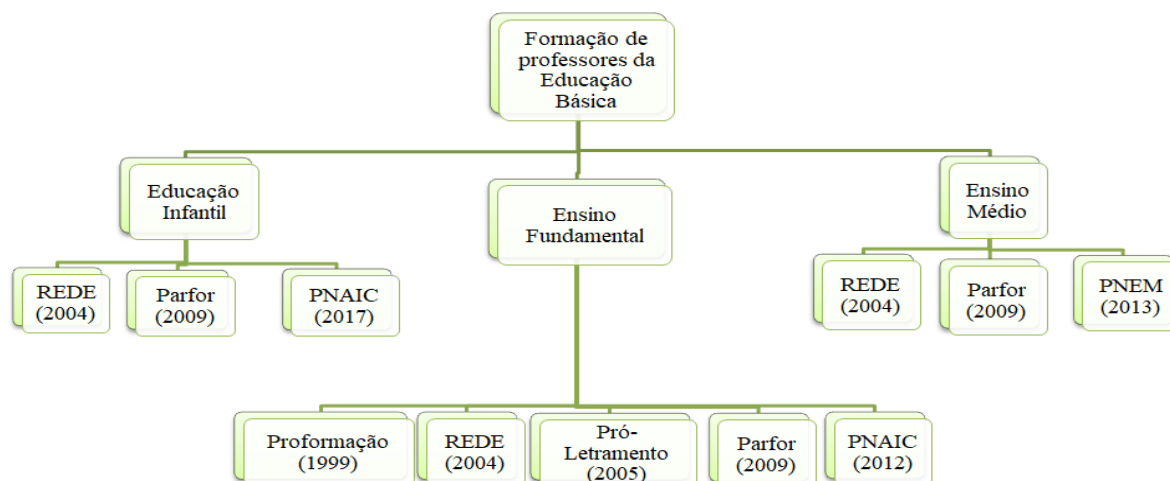 Formação de
professores da
Educação
Básica
Educação
Infantil
Ensino
Fundamental
Ensino
Médio
REDE
(2004)
Parfor
(2009)
PNAIC
(2017)
REDE
(2004)
Parfor
(2009)
PNEM
(2013)
Proformação
(1999)
REDE
(2004)
Pró-
Letramento
(2005)
Parfor
(2009)
PNAIC
(2012)